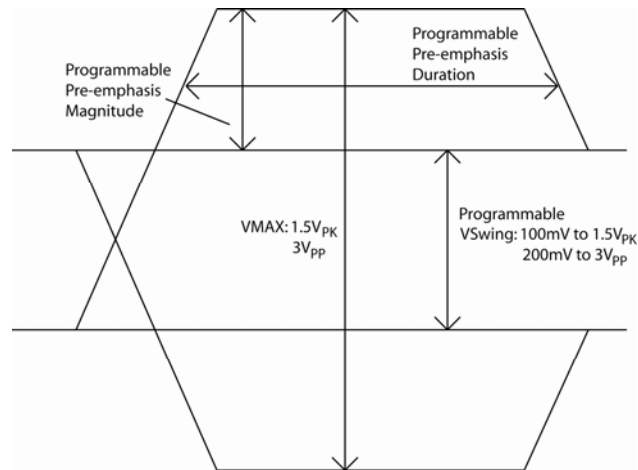 Programmable
Pre-emphasis
Magnitude
Programmable
Pre-emphasis
Duration
VMAX: 1.5VPK
3VPP
Programmable
VSwing: 100mV to 1.5VPK
200mV to 3VPP